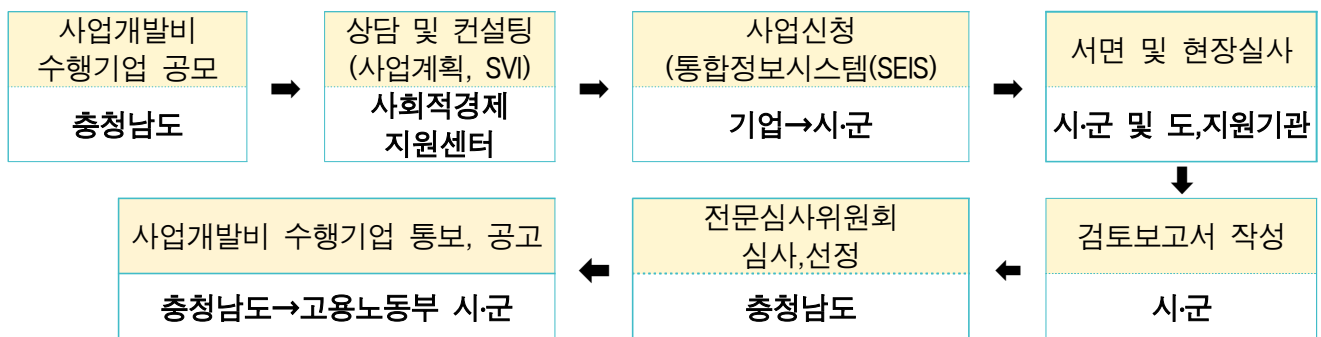 사업개발비
수행기업 공모
충청남도
➡
상담 및 컨설팅
(사업계획, SVI)
사회적경제
지원센터
➡
사업신청
(통합정보시스템(SEIS)
기업→시·군
➡
서면 및 현장실사
시·군 및 도,지원기관
⬇
검토보고서 작성
시·군
⬅
전문심사위원회
심사,선정
충청남도
⬅
사업개발비 수행기업 통보, 공고
충청남도→고용노동부 시·군